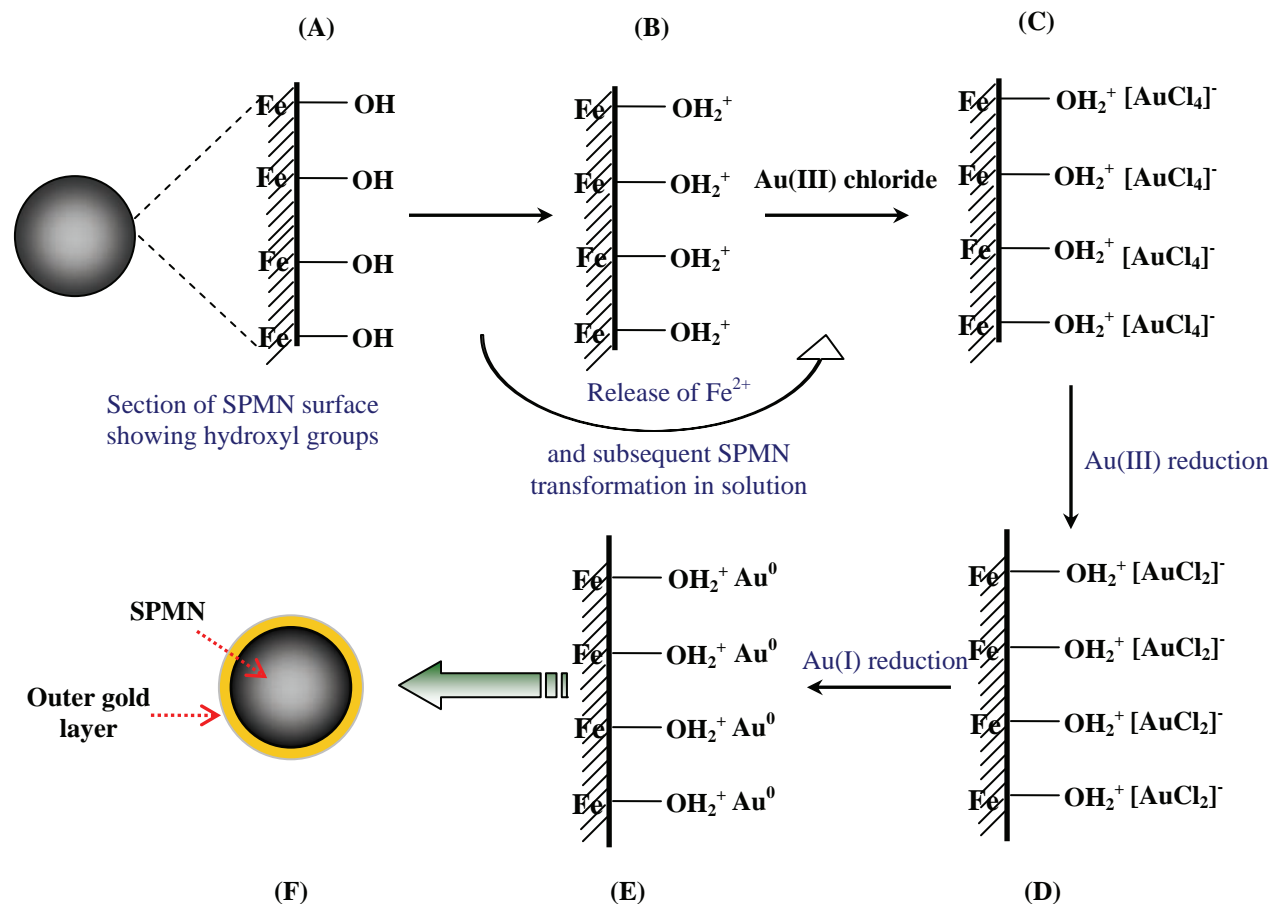 (A)
(B)
(C)
Fe OH
Fe OH
Fe OH
Fe OH
Section of SPMN surface
showing hydroxyl groups
Fe OH₂⁺
Fe OH₂⁺
Fe OH₂⁺
Fe OH₂⁺
Release of Fe²⁺
and subsequent SPMN
transformation in solution
Au(III) chloride
Fe OH₂⁺ [AuCl₄]⁻
Fe OH₂⁺ [AuCl₄]⁻
Fe OH₂⁺ [AuCl₄]⁻
Fe OH₂⁺ [AuCl₄]⁻
Au(III) reduction
Fe OH₂⁺ [AuCl₂]⁻
Fe OH₂⁺ [AuCl₂]⁻
Fe OH₂⁺ [AuCl₂]⁻
Fe OH₂⁺ [AuCl₂]⁻
Au(I) reduction
Fe OH₂⁺ Au⁰
Fe OH₂⁺ Au⁰
Fe OH₂⁺ Au⁰
Fe OH₂⁺ Au⁰
SPMN
Outer gold
layer
(F)
(E)
(D)